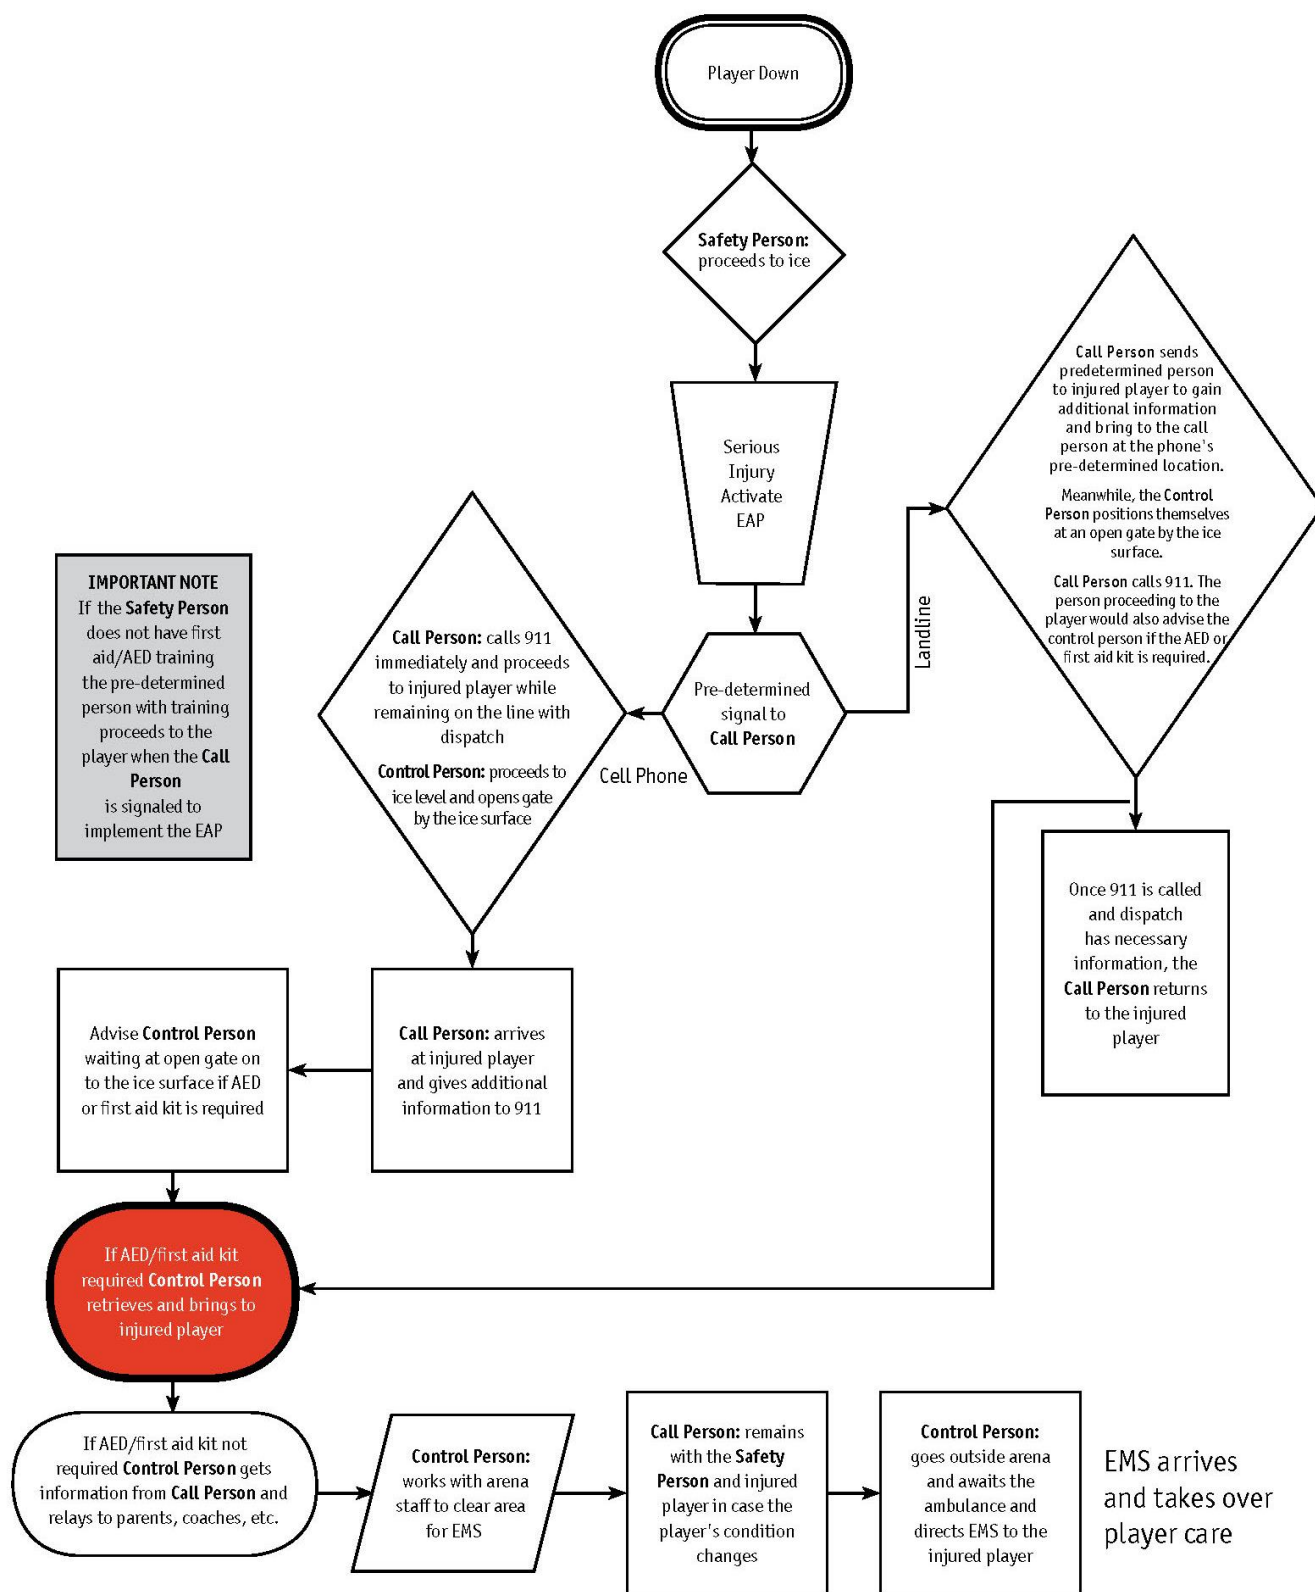 Player Down
Safety Person:
proceeds to ice
Serious
Injury
Activate
EAP
Pre-determined
signal to
Call Person
Landline
Call Person sends
predetermined person
to injured player to gain
additional information
and bring to the call
person at the phone's
pre-determined location.
Meanwhile, the Control
Person positions themselves
at an open gate by the ice
surface.
Call Person calls 911. The
person proceeding to the
player would also advise the
control person if the AED or
first aid kit is required.
Once 911 is called
and dispatch
has necessary
information, the
Call Person returns
to the injured
player
Cell Phone
Call Person: calls 911
immediately and proceeds
to injured player while
remaining on the line with
dispatch
Control Person: proceeds to
ice level and opens gate
by the ice surface
IMPORTANT NOTE
If the Safety Person
does not have first
aid/AED training
the pre-determined
person with training
proceeds to the
player when the Call
Person
is signaled to
implement the EAP
Call Person: arrives
at injured player
and gives additional
information to 911
Advise Control Person
waiting at open gate on
to the ice surface if AED
or first aid kit is required
If AED/first aid kit
required Control Person
retrieves and brings to
injured player
If AED/first aid kit not
required Control Person gets
information from Call Person and
relays to parents, coaches, etc.
Control Person:
works with arena
staff to clear area
for EMS
Call Person: remains
with the Safety
Person and injured
player in case the
player's condition
changes
Control Person:
goes outside arena
and awaits the
ambulance and
directs EMS to the
injured player
EMS arrives
and takes over
player care